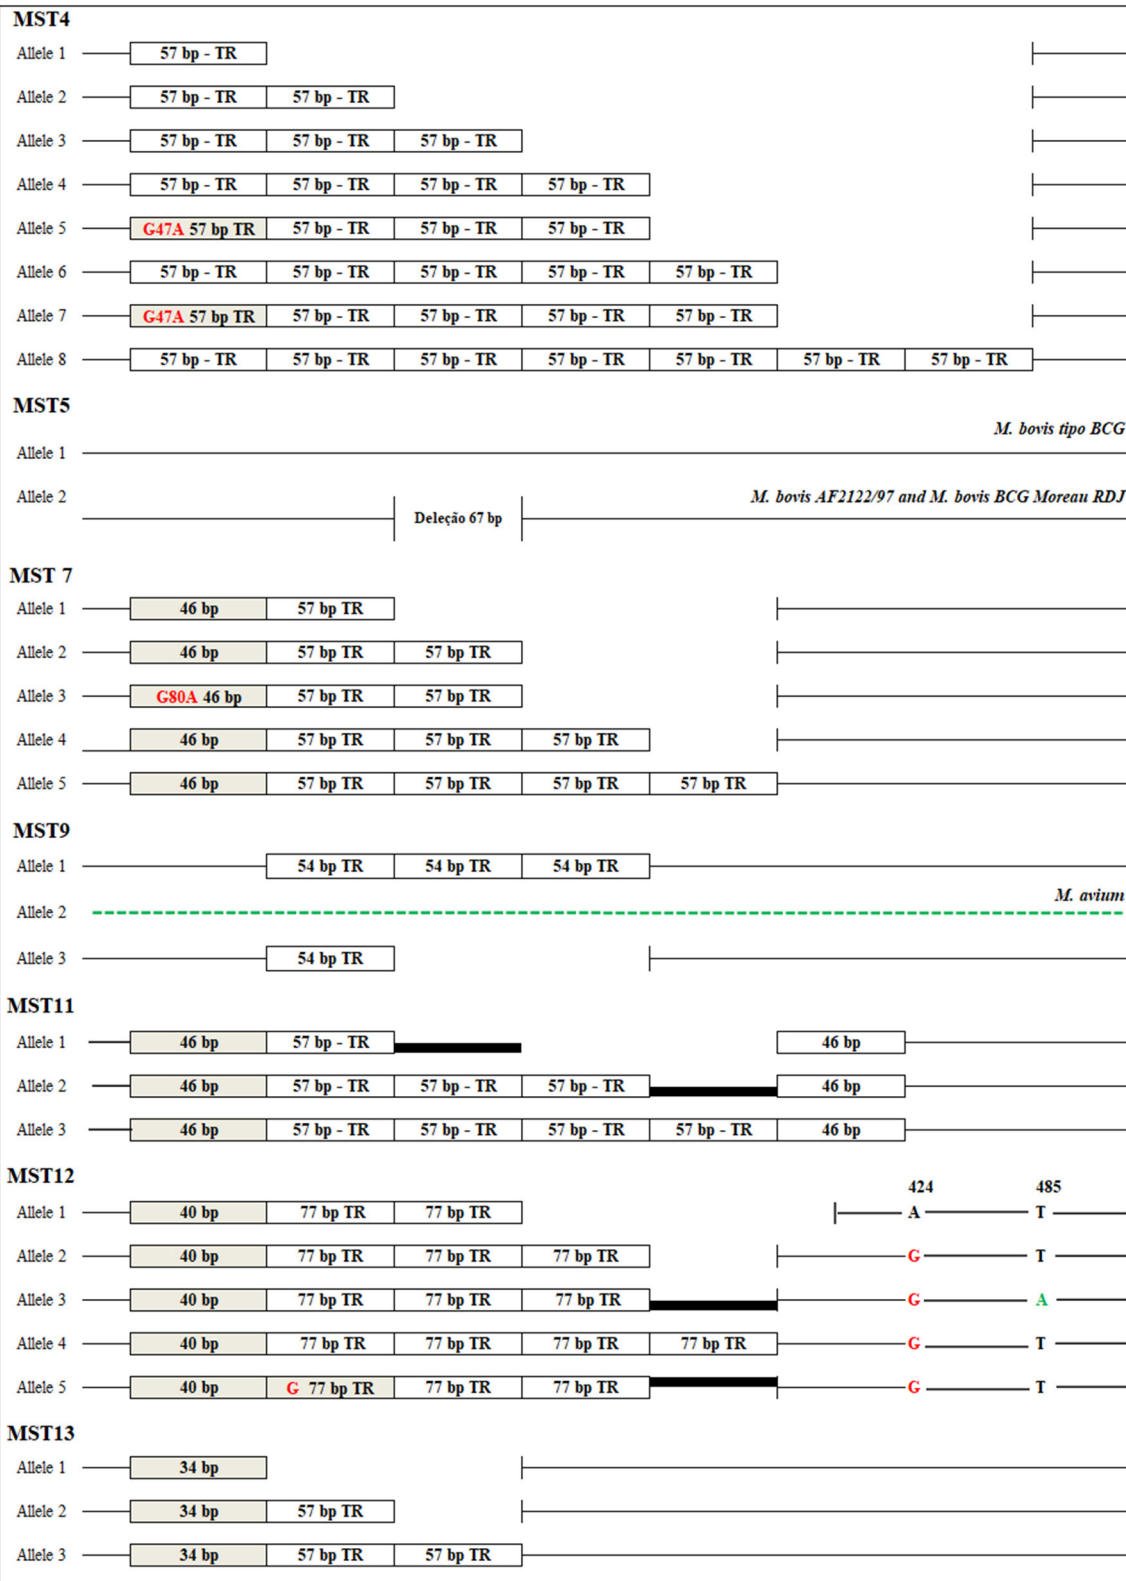 MST4
Allele 1 57 bp - TR
Allele 2 57 bp - TR 57 bp - TR
Allele 3 57 bp - TR 57 bp - TR 57 bp - TR
Allele 4 57 bp - TR 57 bp - TR 57 bp - TR 57 bp - TR
Allele 5 G47A 57 bp TR 57 bp - TR 57 bp - TR 57 bp - TR
Allele 6 57 bp - TR 57 bp - TR 57 bp - TR 57 bp - TR 57 bp - TR
Allele 7 G47A 57 bp TR 57 bp - TR 57 bp - TR 57 bp - TR 57 bp - TR
Allele 8 57 bp - TR 57 bp - TR 57 bp - TR 57 bp - TR 57 bp - TR 57 bp - TR 57 bp - TR
MST5
M. bovis tipo BCG
Allele 1
Allele 2 M. bovis AF2122/97 and M. bovis BCG Moreau RDJ
Deleção 67 bp
MST 7
Allele 1 46 bp 57 bp TR
Allele 2 46 bp 57 bp TR 57 bp TR
Allele 3 G80A 46 bp 57 bp TR 57 bp TR
Allele 4 46 bp 57 bp TR 57 bp TR 57 bp TR
Allele 5 46 bp 57 bp TR 57 bp TR 57 bp TR 57 bp TR
MST9
Allele 1 54 bp TR 54 bp TR 54 bp TR
M. avium
Allele 2
Allele 3 54 bp TR
MST11
Allele 1 46 bp 57 bp - TR 46 bp
Allele 2 46 bp 57 bp - TR 57 bp - TR 57 bp - TR 46 bp
Allele 3 46 bp 57 bp - TR 57 bp - TR 57 bp - TR 57 bp - TR 46 bp
MST12
424 485
Allele 1 40 bp 77 bp TR 77 bp TR A T
Allele 2 40 bp 77 bp TR 77 bp TR 77 bp TR G T
Allele 3 40 bp 77 bp TR 77 bp TR 77 bp TR G A
Allele 4 40 bp 77 bp TR 77 bp TR 77 bp TR 77 bp TR G T
Allele 5 40 bp G 77 bp TR 77 bp TR 77 bp TR G T
MST13
Allele 1 34 bp
Allele 2 34 bp 57 bp TR
Allele 3 34 bp 57 bp TR 57 bp TR